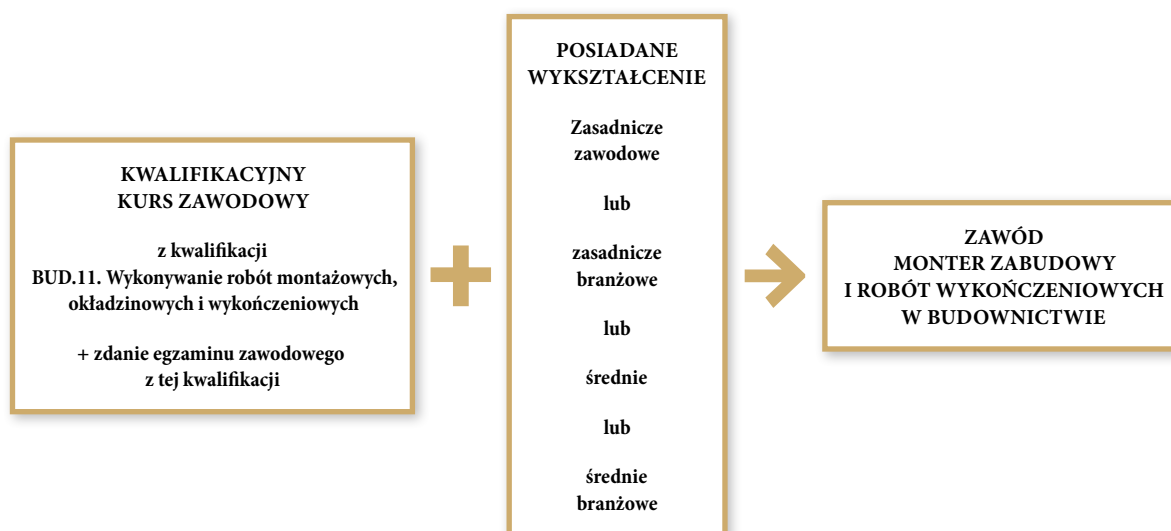 KWALIFIKACYJNY
KURS ZAWODOWY
z kwalifikacji
BUD.11. Wykonywanie robót montażowych,
okładzinowych i wykończeniowych
+ zdanie egzaminu zawodowego
z tej kwalifikacji
POSIADANE
WYKSZTAŁCENIE
Zasadnicze
zawodowe
lub
zasadnicze
branżowe
lub
średnie
lub
średnie
branżowe
ZAWÓD
MONTER ZABUDOWY
I ROBÓT WYKOŃCZENIOWYCH
W BUDOWNICTWIE